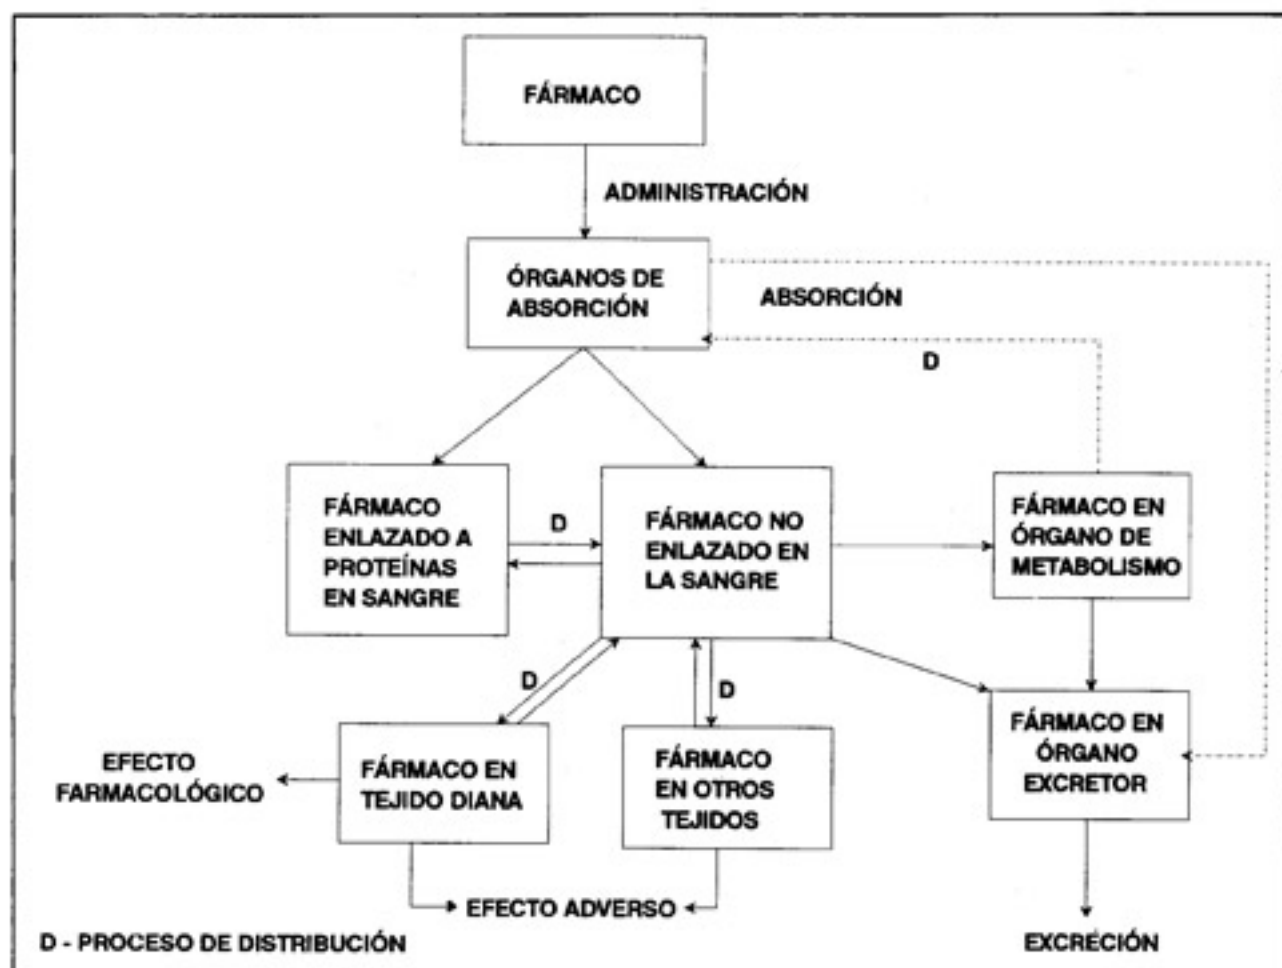 FÁRMACO
ADMINISTRACIÓN
ÓRGANOS DE
ABSORCIÓN
ABSORCIÓN
D
FÁRMACO
ENLAZADO A
PROTEÍNAS
EN SANGRE
D
FÁRMACO NO
ENLAZADO EN
LA SANGRE
FÁRMACO EN
ÓRGANO DE
METABOLISMO
D
D
FÁRMACO EN
TEJIDO DIANA
FÁRMACO
EN OTROS
TEJIDOS
FÁRMACO EN
ÓRGANO
EXCRETOR
EFECTO
FARMACOLÓGICO
EFECTO ADVERSO
D - PROCESO DE DISTRIBUCIÓN
EXCRECIÓN